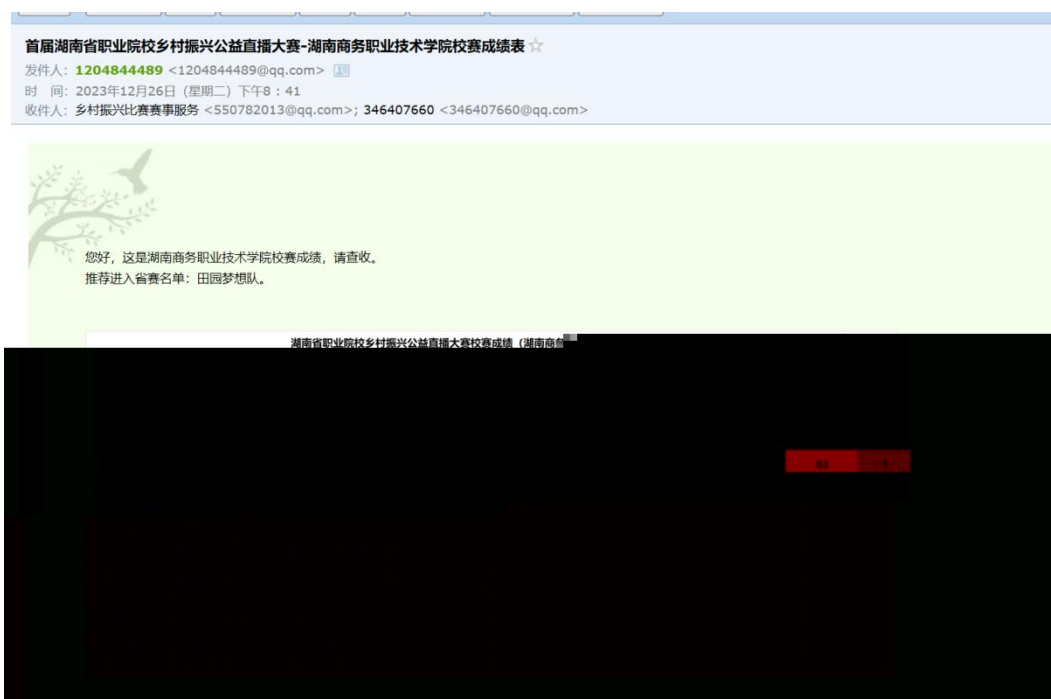 首届湖南省职业院校乡村振兴公益直播大赛-湖南商务职业技术学院校赛成绩表
发件人：1204844489 <1204844489@qq.com>
时 间：2023年12月26日 (星期二) 下午8：41
收件人：乡村振兴比赛赛事服务 <550782013@qq.com>; 346407660 <346407660@qq.com>
您好，这是湖南商务职业技术学院校赛成绩，请查收。
推荐进入省赛名单：田园梦想队。
湖南省职业院校乡村振兴公益直播大赛校赛成绩（湖南商